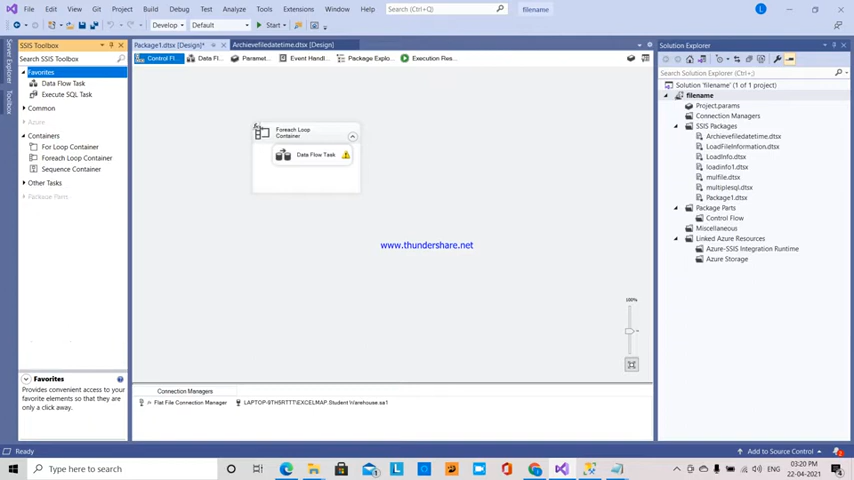 File Edit View Git Project Build Debug Test Analyze Tools Extensions Window Help Search (Ctrl+Q) filename L
Develop Default Start
SSIS Toolbox
Search SSIS Toolbox
Favorites
Data Flow Task
Execute SQL Task
Common
Azure
Containers
For Loop Container
Foreach Loop Container
Sequence Container
Other Tasks
Package Parts
Favorites
Provides convenient access to your favorite elements so that they are only a click away.
Server Explorer
Toolbox
Package1.dtsx [Design]* Archievefiledatetime.dtsx [Design]
Control Fl... Data Fl... Paramet... Event Handl... Package Explo... Execution Res...
Foreach Loop
Container
Data Flow Task
www.thundershare.net
100%
Connection Managers
Flat File Connection Manager
Solution Explorer
Search Solution Explorer (Ctrl+;)
Solution 'filename' (1 of 1 project)
filename
Project.params
Connection Managers
SSIS Packages
Archievefiledatetime.dtsx
LoadFileInformation.dtsx
LoadInfo.dtsx
loadinfo1.dtsx
mulfile.dtsx
multiplesql.dtsx
Package1.dtsx
Package Parts
Control Flow
Miscellaneous
Linked Azure Resources
Azure-SSIS Integration Runtime
Azure Storage
Ready Add to Source Control
Type here to search
ENG 03:20 PM
22-04-2021